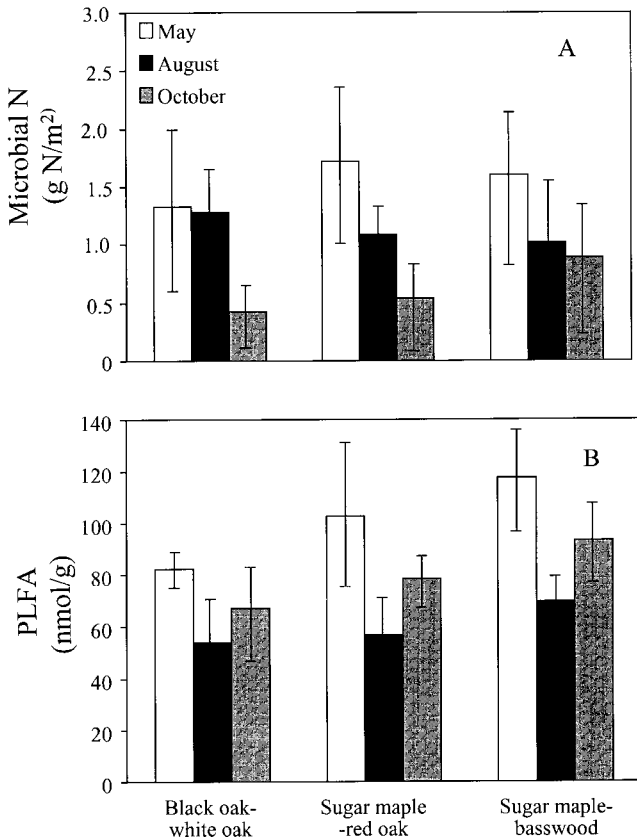 3.0
2.5
2.0
1.5
1.0
0.5
0
Microbial N
(g N/m²)
May
August
October
A
140
120
100
80
60
40
20
0
PLFA
(nmol/g)
B
Black oak-
white oak
Sugar maple
-red oak
Sugar maple-
basswood